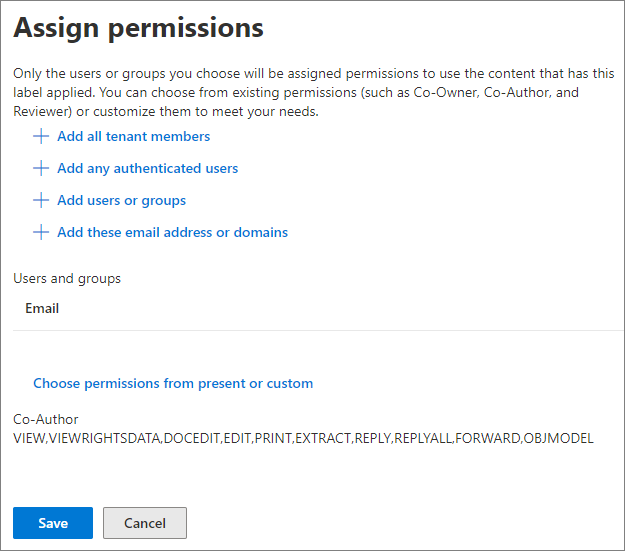 Assign permissions
Only the users or groups you choose will be assigned permissions to use the content that has this
label applied. You can choose from existing permissions (such as Co-Owner, Co-Author, and
Reviewer) or customize them to meet your needs.
Add all tenant members
Add any authenticated users
Add users or groups
Add these email address or domains
Users and groups
Email
Choose permissions from present or custom
Co-Author
VIEW,VIEWRIGHTSDATA,DOCEDIT,EDIT,PRINT,EXTRACT,REPLY,REPLYALL,FORWARD,OBJMODEL
Save
Cancel